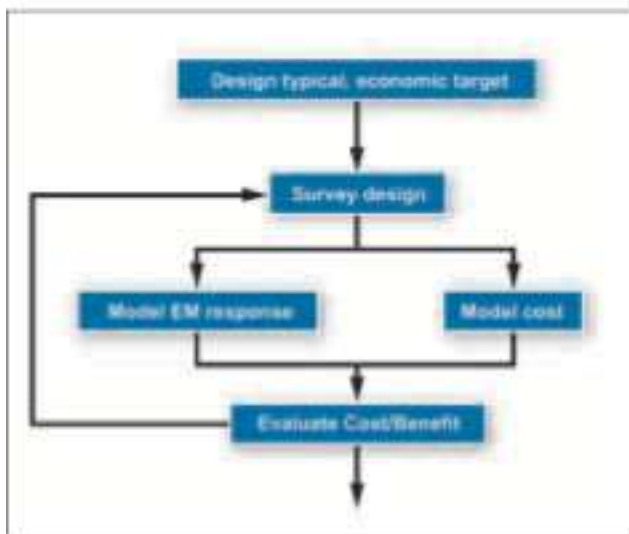 Design typical, economic target
Survey design
Model EM response
Model cost
Evaluate Cost/Benefit